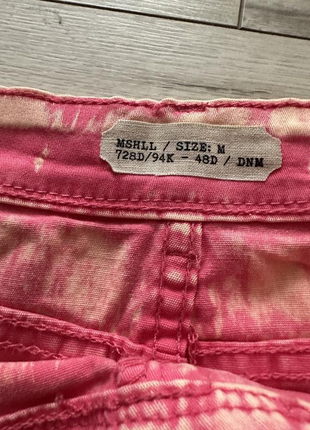 MSHLL / SIZE: M
728D/94K - 48D / DNM